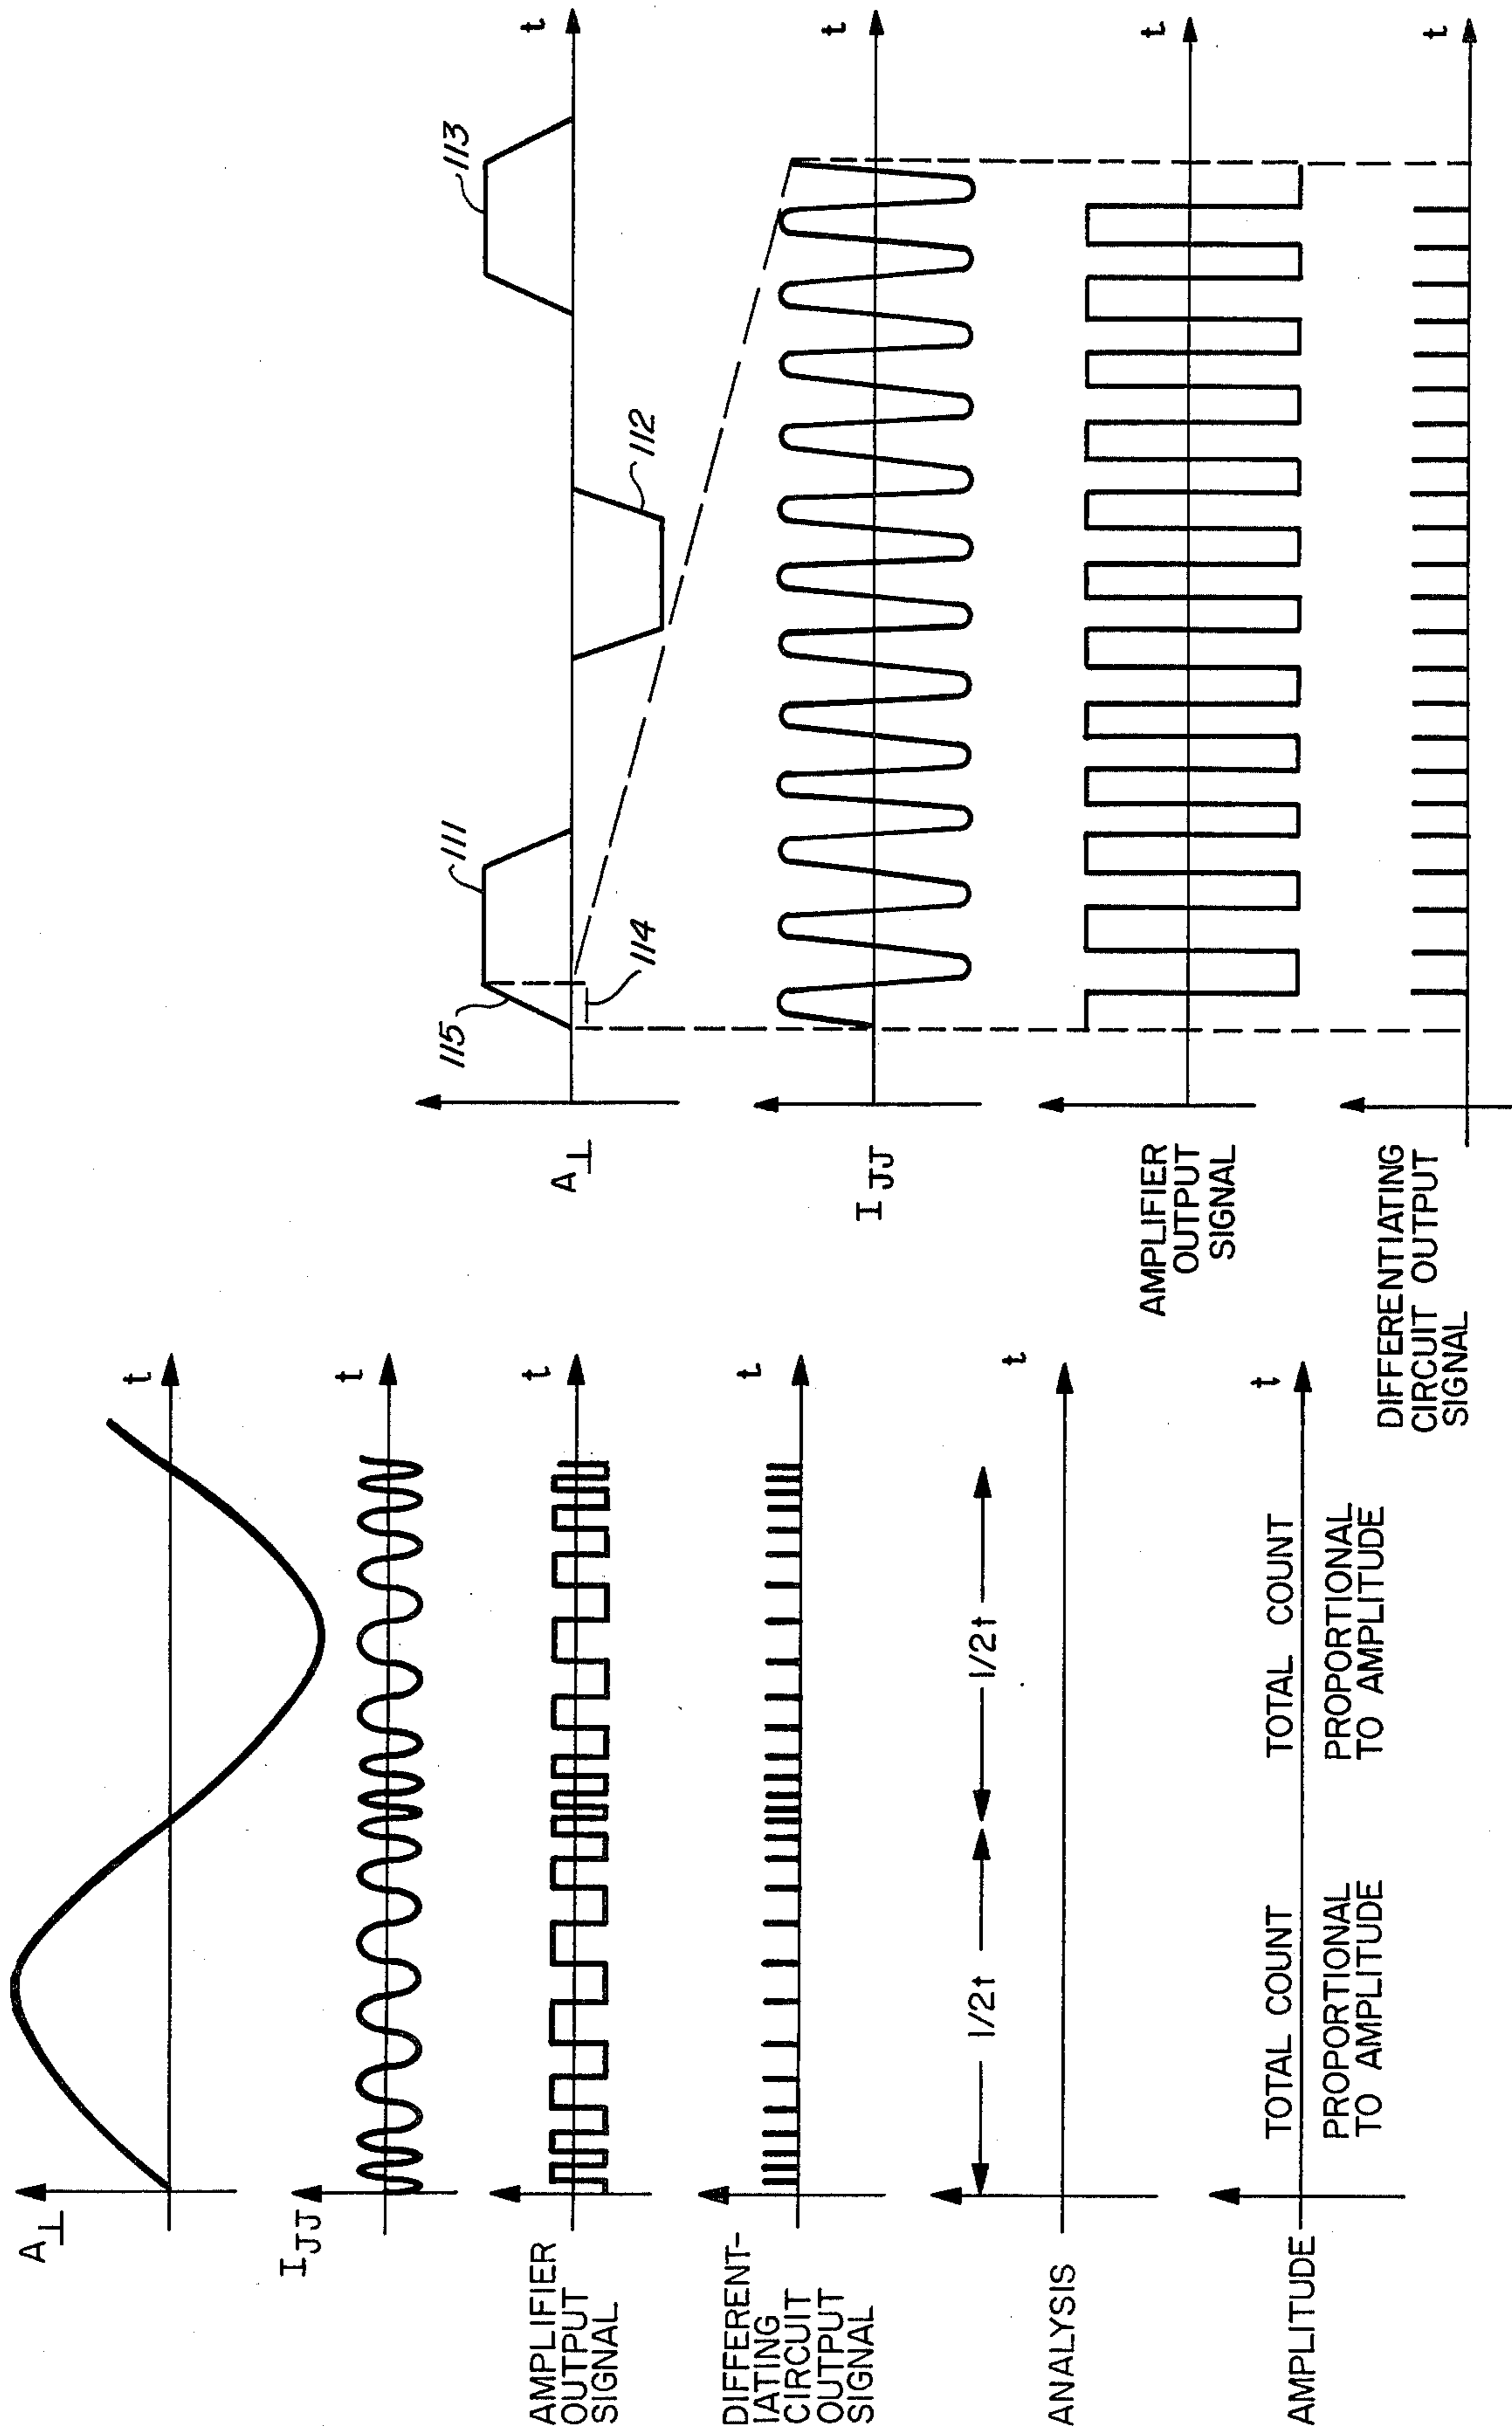 A⊥
t
I JJ
t
AMPLIFIER
OUTPUT
SIGNAL
t
DIFFERENT-
IATING
CIRCUIT
OUTPUT
SIGNAL
t
1/2t
1/2t
ANALYSIS
t
TOTAL COUNT
TOTAL COUNT
AMPLITUDE
t
PROPORTIONAL
TO AMPLITUDE
PROPORTIONAL
TO AMPLITUDE
115
111
113
A⊥
t
114
112
I JJ
t
AMPLIFIER
OUTPUT
SIGNAL
t
DIFFERENTIATING
CIRCUIT OUTPUT
SIGNAL
t